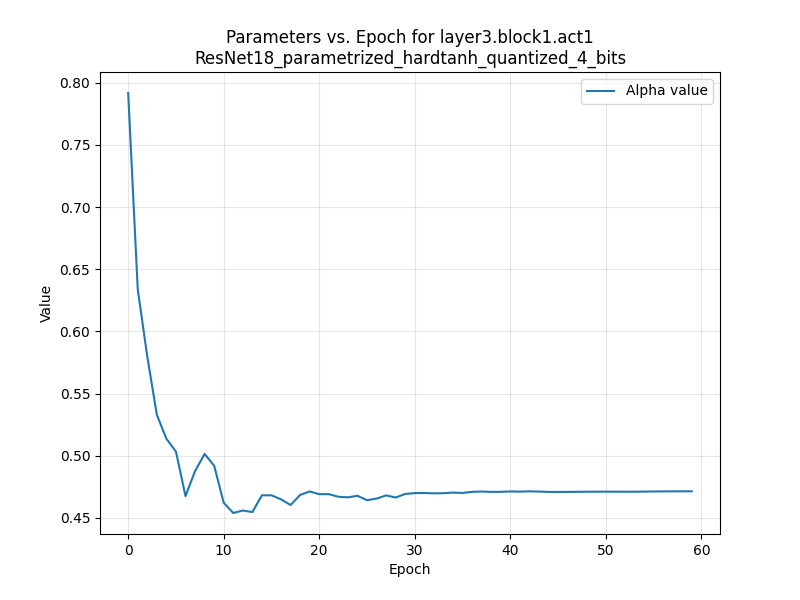 Parameters vs. Epoch for layer3.block1.act1
ResNet18_parametrized_hardtanh_quantized_4_bits
Alpha value
0.80
0.75
0.70
0.65
0.60
0.55
0.50
0.45
Value
0 10 20 30 40 50 60
Epoch